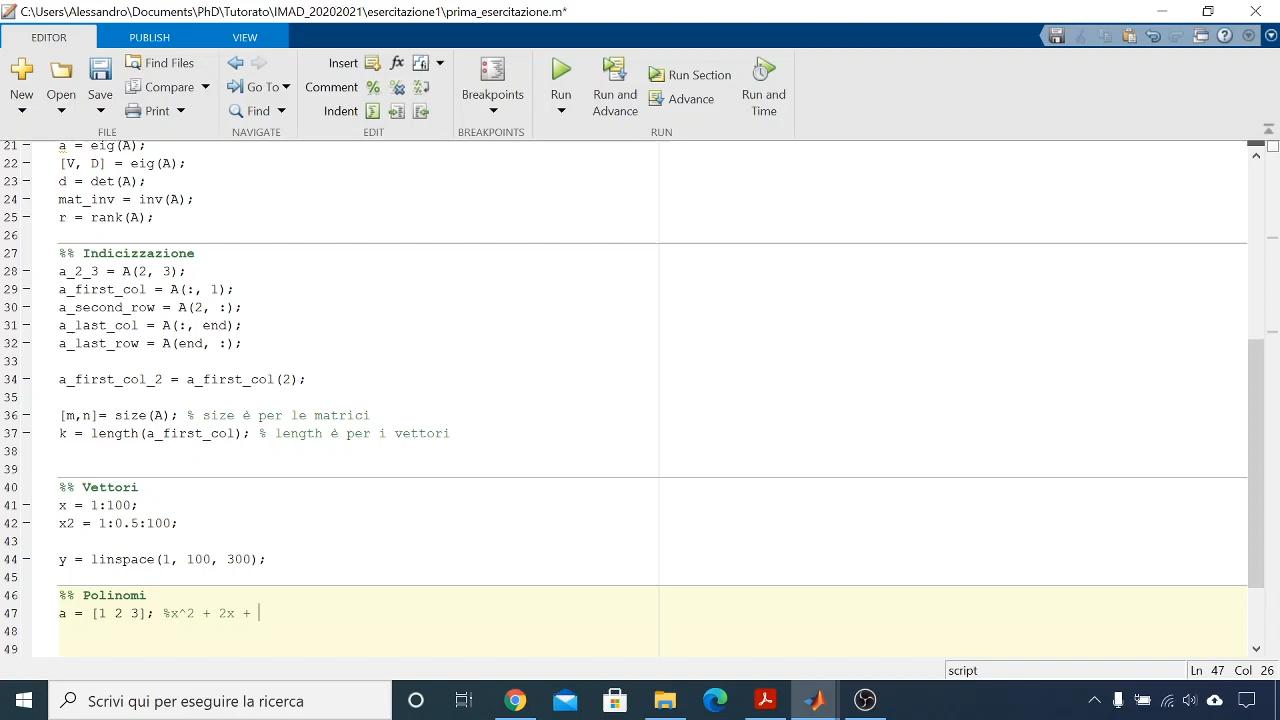 C:\Users\Alessandro\Documents\PhD\Tutorato\IMAD_20202021\esercitazione1\prima_esercitazione.m*
EDITOR PUBLISH VIEW
New Open Save Find Files Compare Print
Go To Find
Insert fx
Comment
Indent
Breakpoints
Run Run and Advance Run Section Advance Run and Time
FILE NAVIGATE EDIT BREAKPOINTS RUN
21 a = eig(A);
22 [V, D] = eig(A);
23 d = det(A);
24 mat_inv = inv(A);
25 r = rank(A);
26
27 %% Indicizzazione
28 a_2_3 = A(2, 3);
29 a_first_col = A(:, 1);
30 a_second_row = A(2, :);
31 a_last_col = A(:, end);
32 a_last_row = A(end, :);
33
34 a_first_col_2 = a_first_col(2);
35
36 [m,n]= size(A); % size è per le matrici
37 k = length(a_first_col); % length è per i vettori
38
39
40 %% Vettori
41 x = 1:100;
42 x2 = 1:0.5:100;
43
44 y = linspace(1, 100, 300);
45
46 %% Polinomi
47 a = [1 2 3]; %x^2 + 2x +
48
49
script Ln 47 Col 26
Scrivi qui per eseguire la ricerca